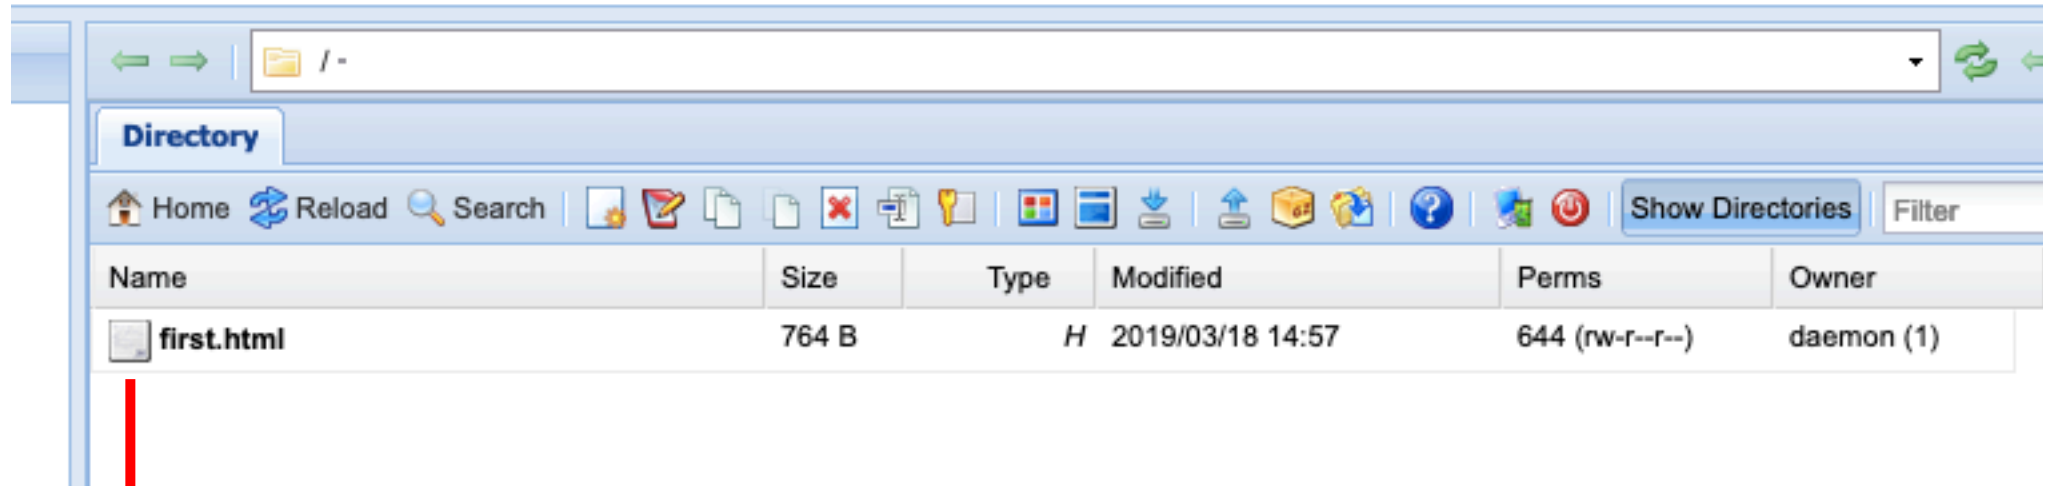 / -
Directory
Home Reload Search Show Directories Filter
Name Size Type Modified Perms Owner
first.html 764 B H 2019/03/18 14:57 644 (rw-r--r--) daemon (1)